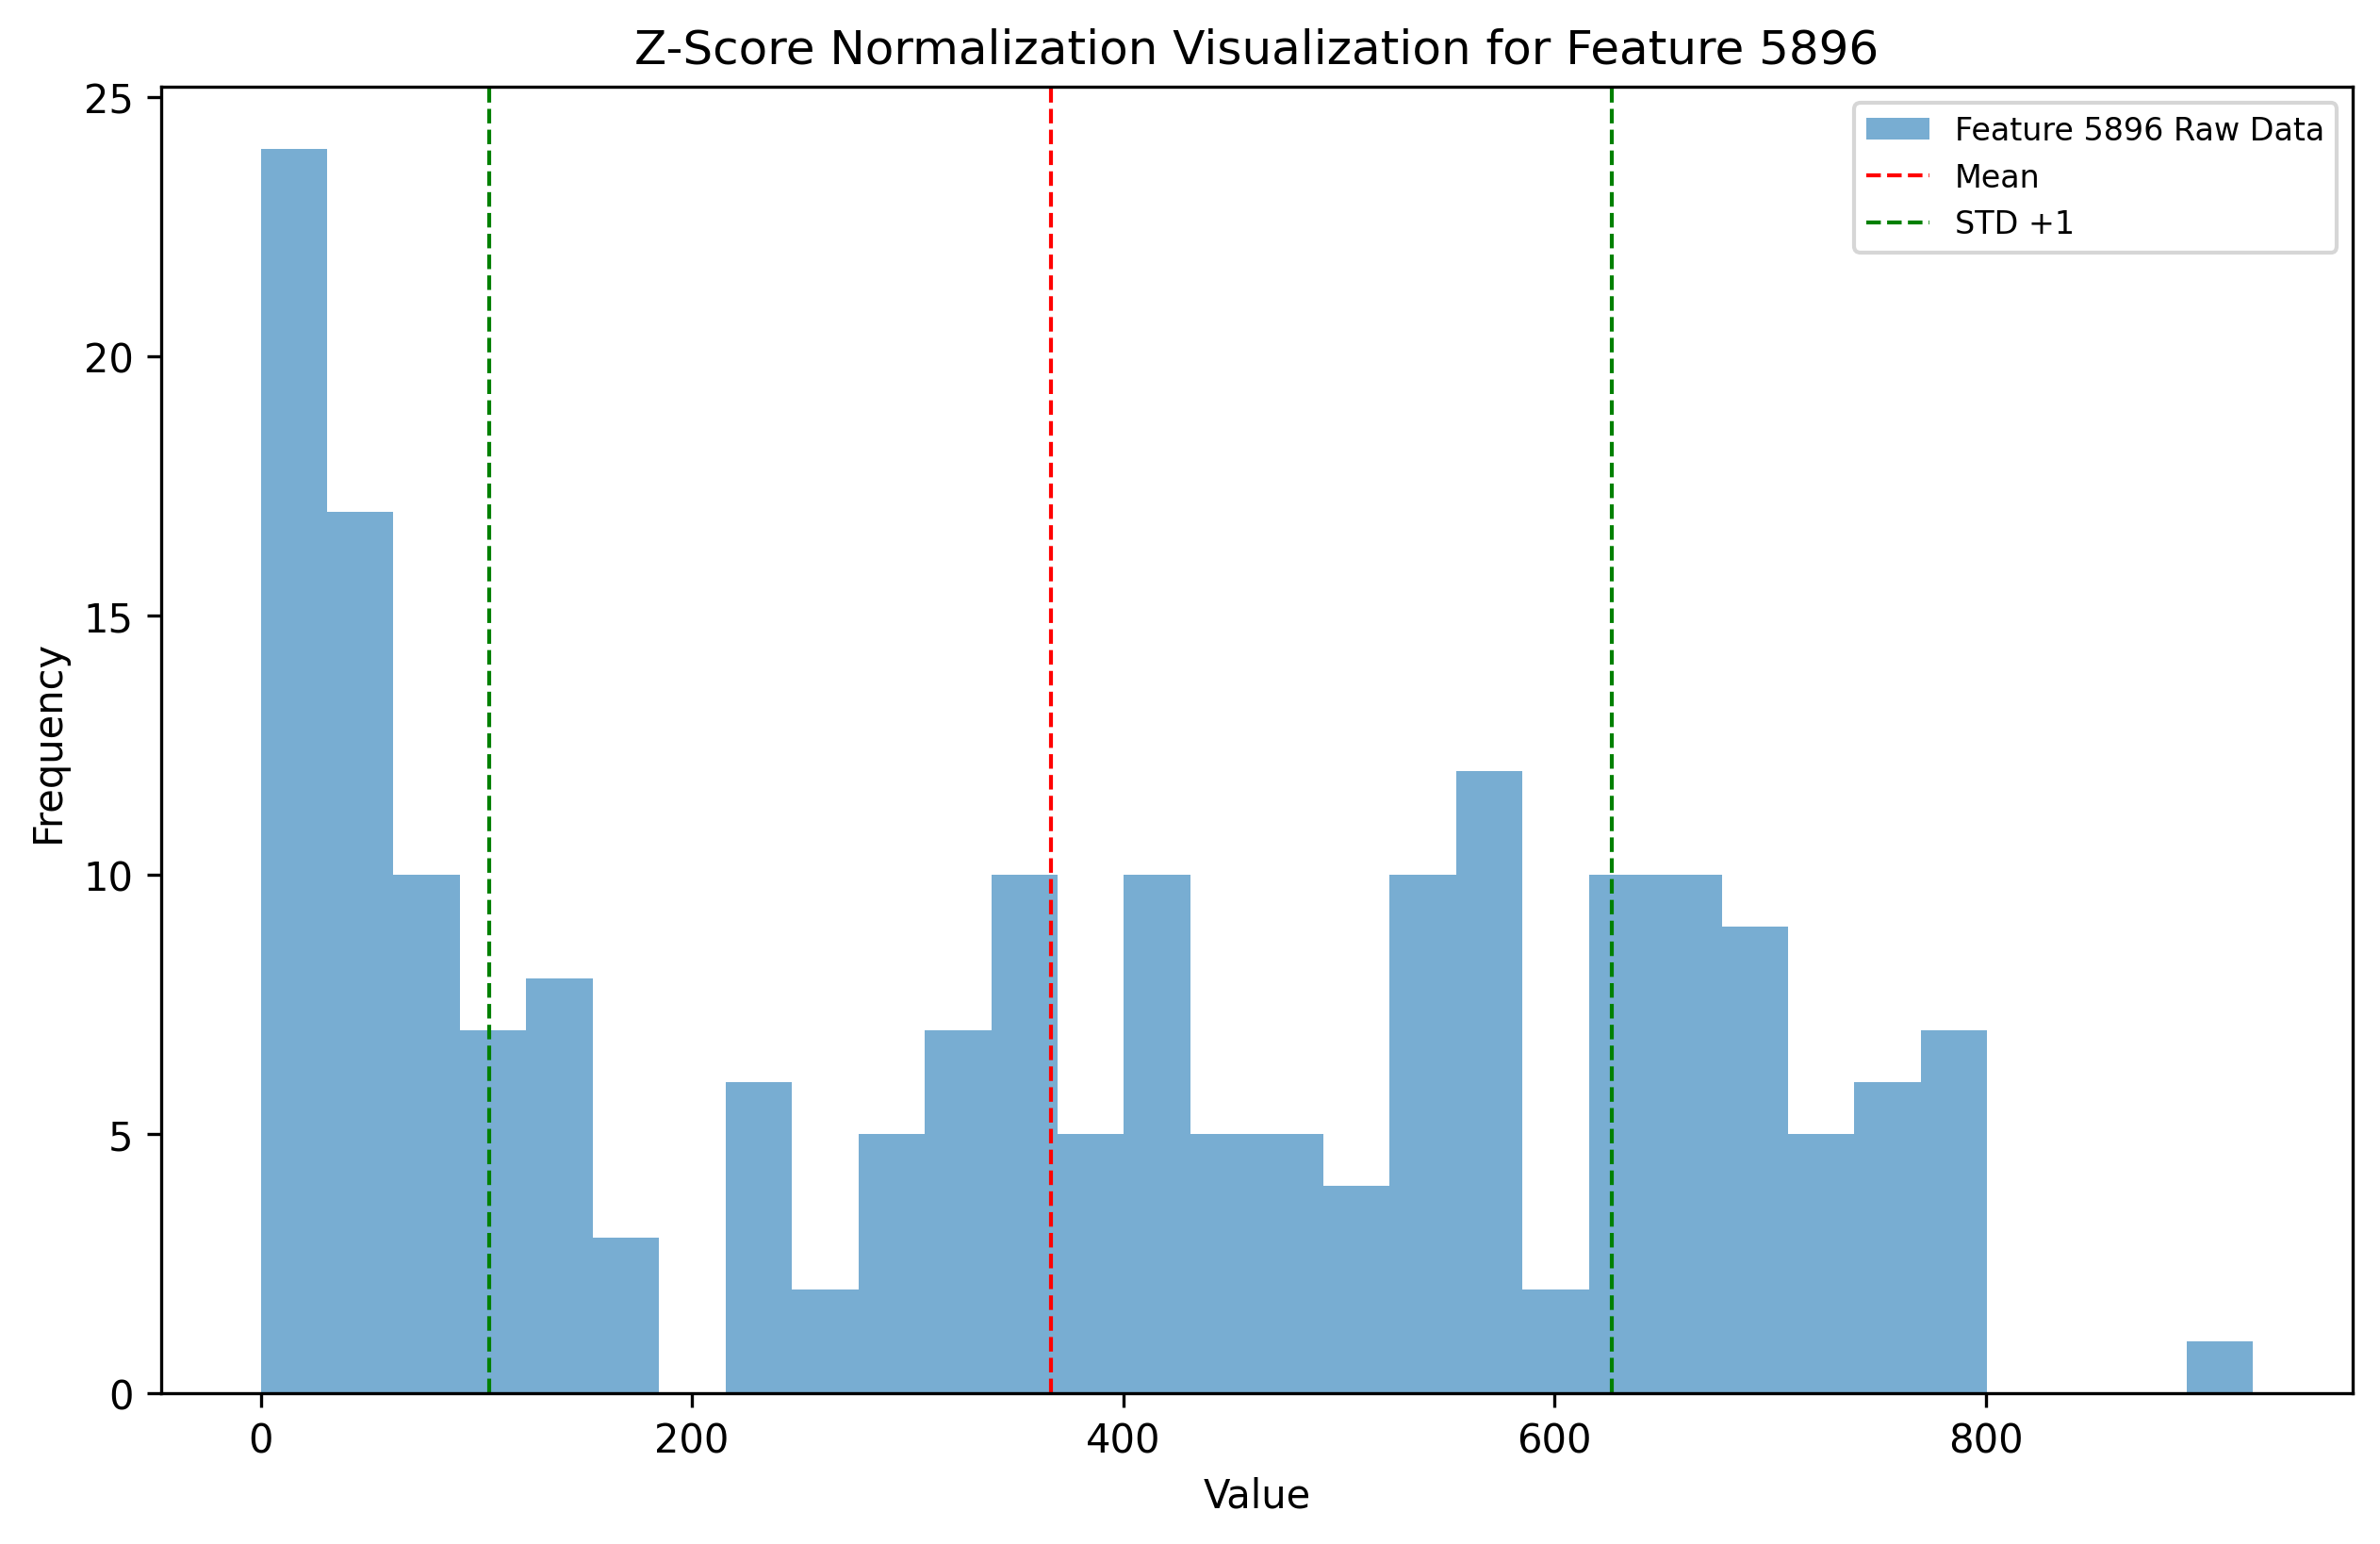 Z-Score Normalization Visualization for Feature 5896
Feature 5896 Raw Data
Mean
STD +1
25
20
15
10
5
0
Frequency
0 200 400 600 800
Value